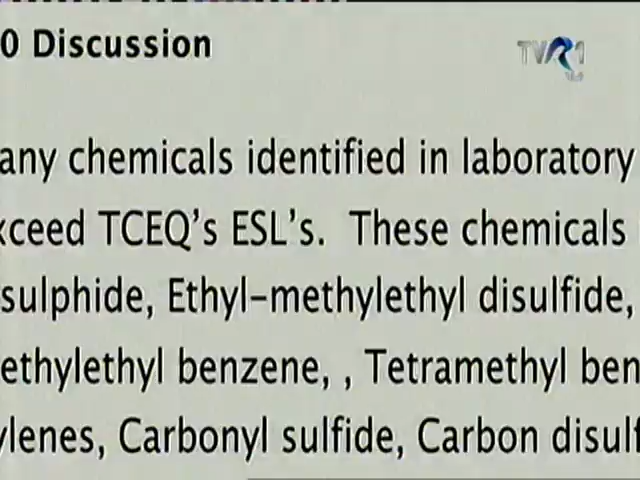 0 Discussion
TVR1
any chemicals identified in laboratory
xceed TCEQ's ESL's. These chemicals
sulphide, Ethyl-methylethyl disulfide,
ethylethyl benzene, , Tetramethyl ben
ylenes, Carbonyl sulfide, Carbon disulf